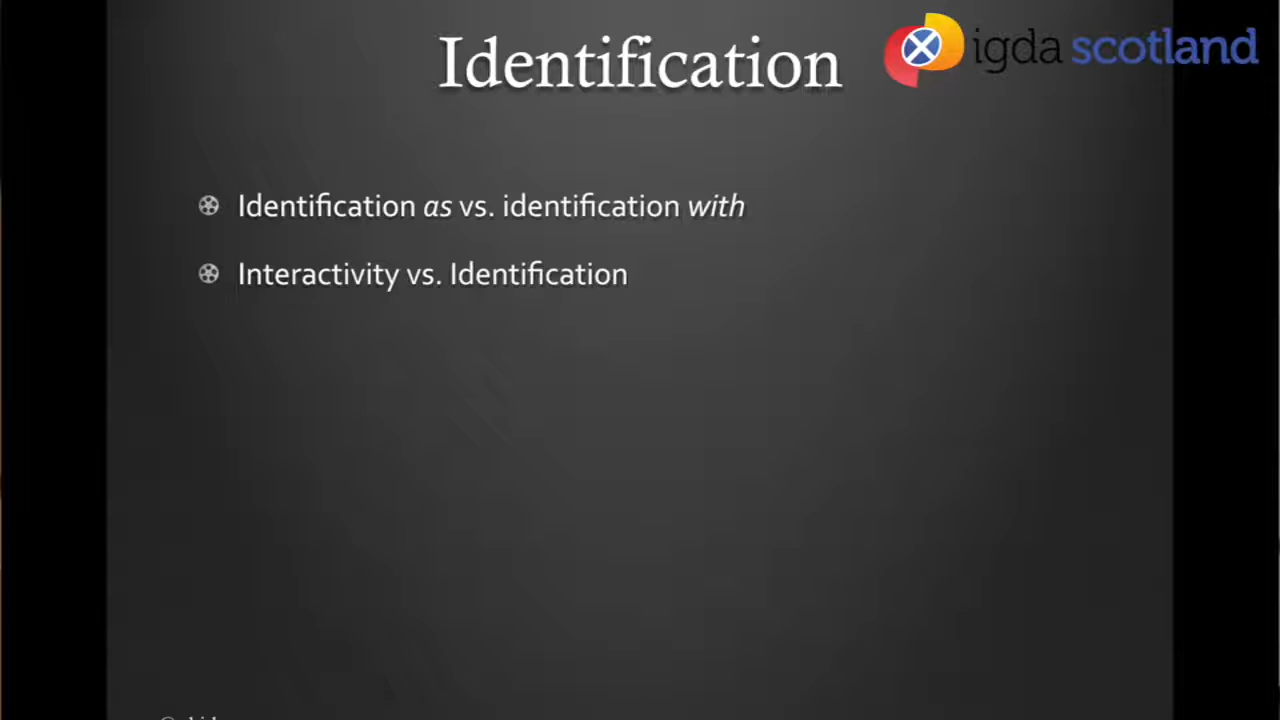 Identification
igda scotland
Identification as vs. identification with
Interactivity vs. Identification